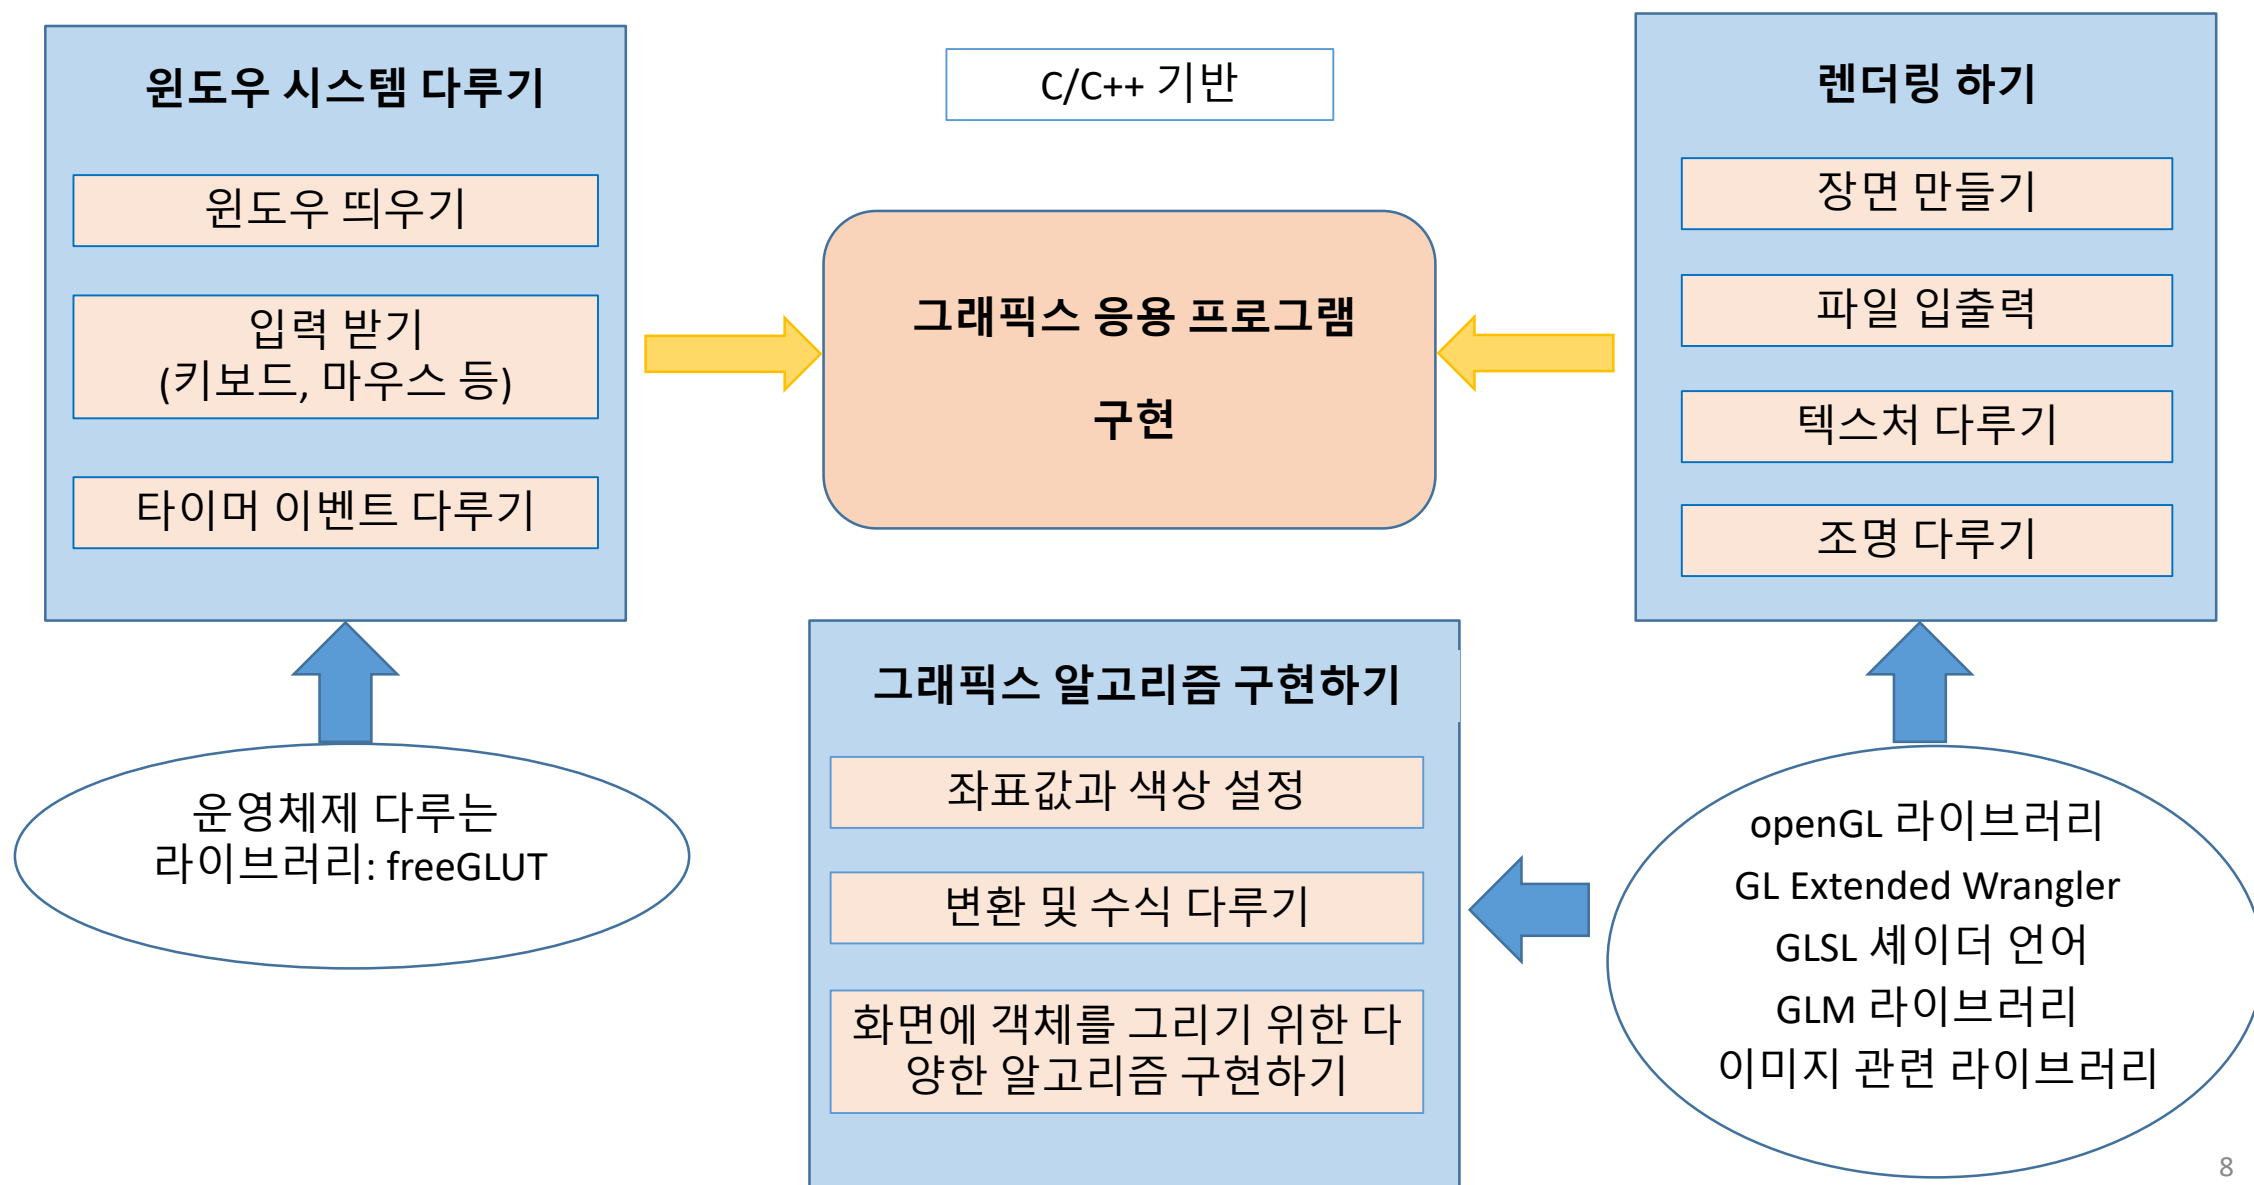 윈도우 시스템 다루기
윈도우 띄우기
입력 받기
(키보드, 마우스 등)
타이머 이벤트 다루기
운영체제 다루는
라이브러리: freeGLUT
C/C++ 기반
그래픽스 응용 프로그램
구현
그래픽스 알고리즘 구현하기
좌표값과 색상 설정
변환 및 수식 다루기
화면에 객체를 그리기 위한 다
양한 알고리즘 구현하기
렌더링 하기
장면 만들기
파일 입출력
텍스처 다루기
조명 다루기
openGL 라이브러리
GL Extended Wrangler
GLSL 셰이더 언어
GLM 라이브러리
이미지 관련 라이브러리
8